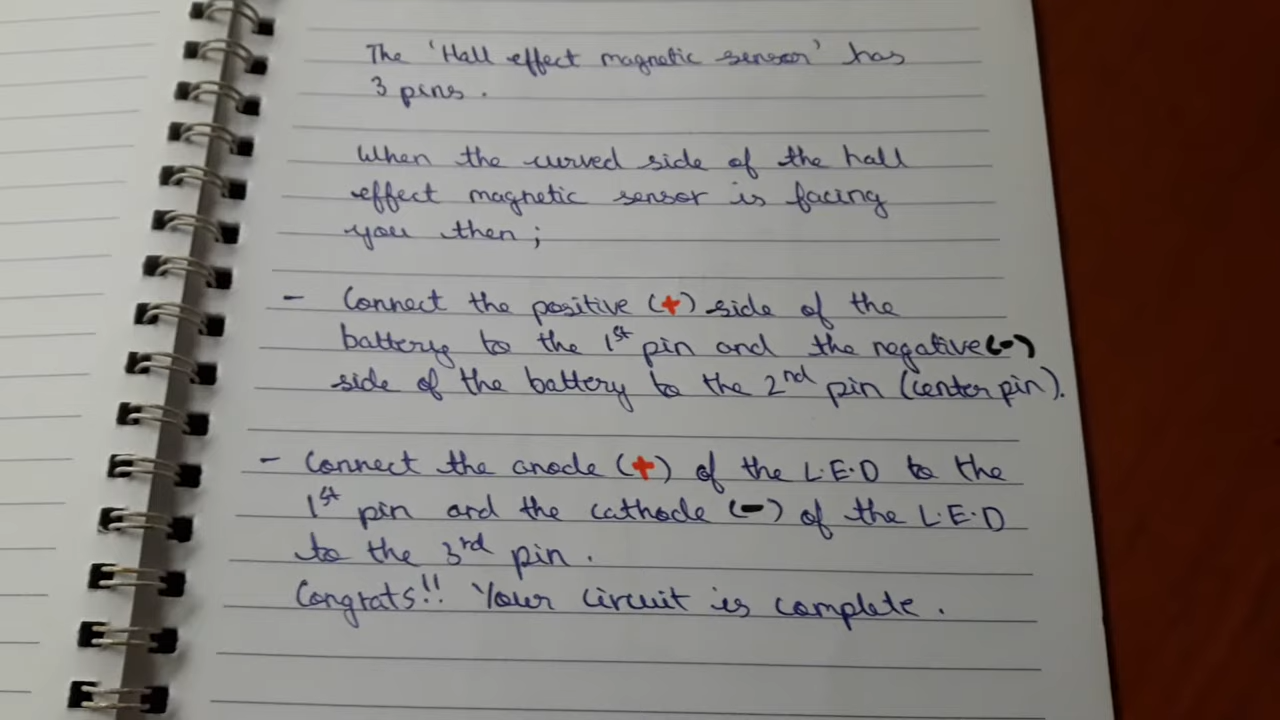 The 'Hall effect magnetic sensor' has
3 pins.
When the curved side of the hall
effect magnetic sensor is facing
you then;
- Connect the positive (+) side of the
battery to the 1st pin and the negative (-)
side of the battery to the 2nd pin (center pin).
- Connect the anode (+) of the L.E.D to the
1st pin and the cathode (-) of the L.E.D
to the 3rd pin.
Congrats!! Your circuit is complete.